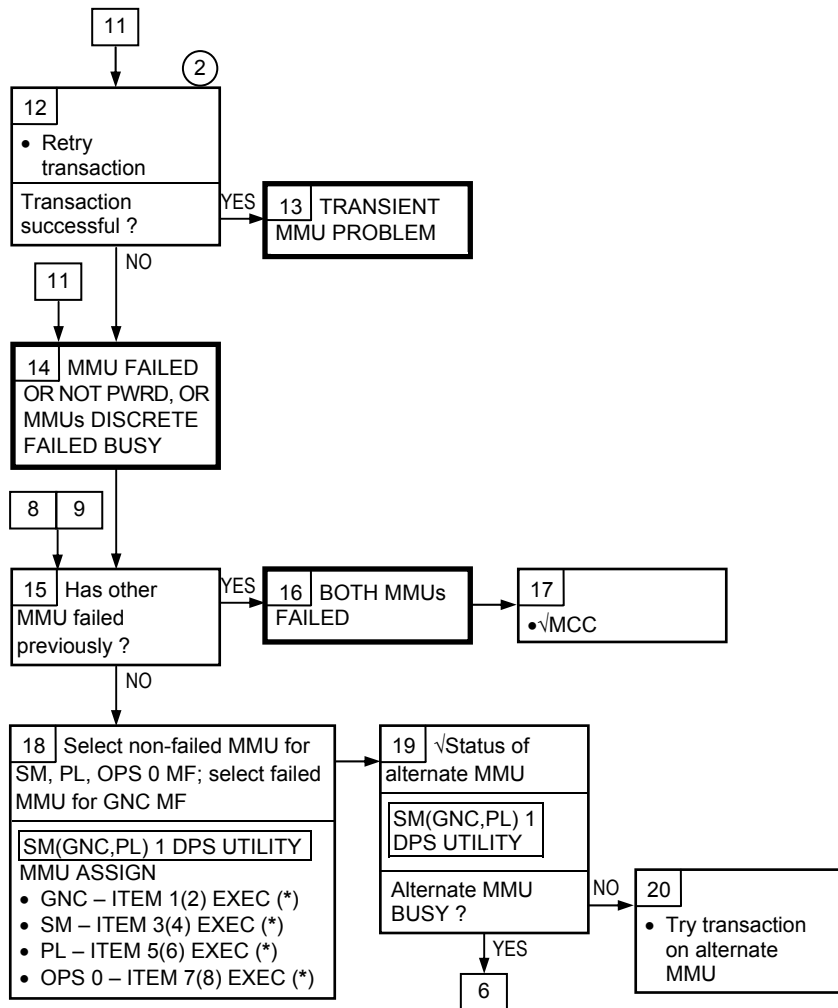 11
2
12
• Retry
transaction
Transaction
successful ?
YES
13 TRANSIENT
MMU PROBLEM
NO
11
14 MMU FAILED
OR NOT PWRD, OR
MMUs DISCRETE
FAILED BUSY
8 9
15 Has other
MMU failed
previously ?
YES
16 BOTH MMUs
FAILED
17
•√MCC
NO
18 Select non-failed MMU for
SM, PL, OPS 0 MF; select failed
MMU for GNC MF
SM(GNC,PL) 1 DPS UTILITY
MMU ASSIGN
• GNC – ITEM 1(2) EXEC (*)
• SM – ITEM 3(4) EXEC (*)
• PL – ITEM 5(6) EXEC (*)
• OPS 0 – ITEM 7(8) EXEC (*)
19 √Status of
alternate MMU
SM(GNC,PL) 1
DPS UTILITY
Alternate MMU
BUSY ?
NO
20
• Try transaction
on alternate
MMU
YES
6